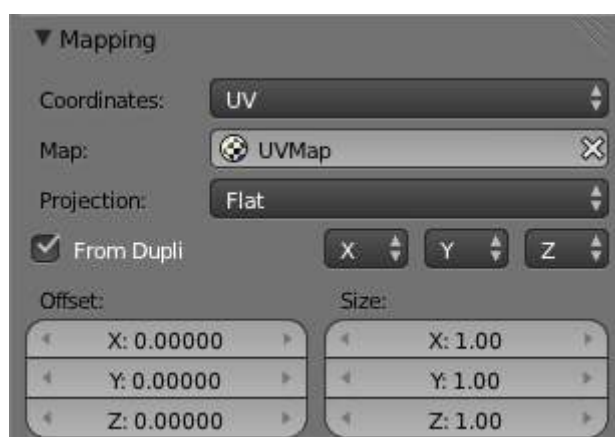 Mapping
Coordinates: UV
Map: UVMap
Projection: Flat
From Dupli X Y Z
Offset: Size:
X: 0.00000 X: 1.00
Y: 0.00000 Y: 1.00
Z: 0.00000 Z: 1.00